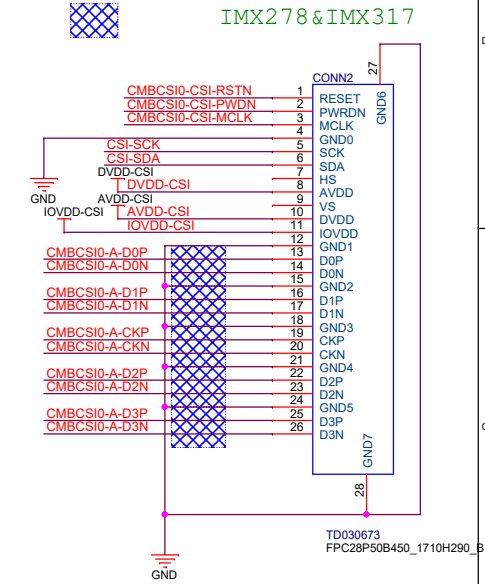 IMX278&IMX317
CONN2
27
GND6
CMBCSI0-CSI-RSTN 1 RESET
CMBCSI0-CSI-PWDN 2 PWRDN
CMBCSI0-CSI-MCLK 3 MCLK
4 GND0
CSI-SCK 5 SCK
CSI-SDA 6 SDA
DVDD-CSI 7 HS
GND DVDD-CSI 8 AVDD
AVDD-CSI 9 VS
IOVDD-CSI AVDD-CSI 10 DVDD
IOVDD-CSI 11 IOVDD
12 GND1
CMBCSI0-A-D0P 13 D0P
CMBCSI0-A-D0N 14 D0N
15 GND2
CMBCSI0-A-D1P 16 D1P
CMBCSI0-A-D1N 17 D1N
18 GND3
CMBCSI0-A-CKP 19 CKP
CMBCSI0-A-CKN 20 CKN
21 GND4
CMBCSI0-A-D2P 22 D2P
CMBCSI0-A-D2N 23 D2N
24 GND5
CMBCSI0-A-D3P 25 D3P
CMBCSI0-A-D3N 26 D3N
GND7
28
TD030673
FPC28P50B450_1710H290_B
GND